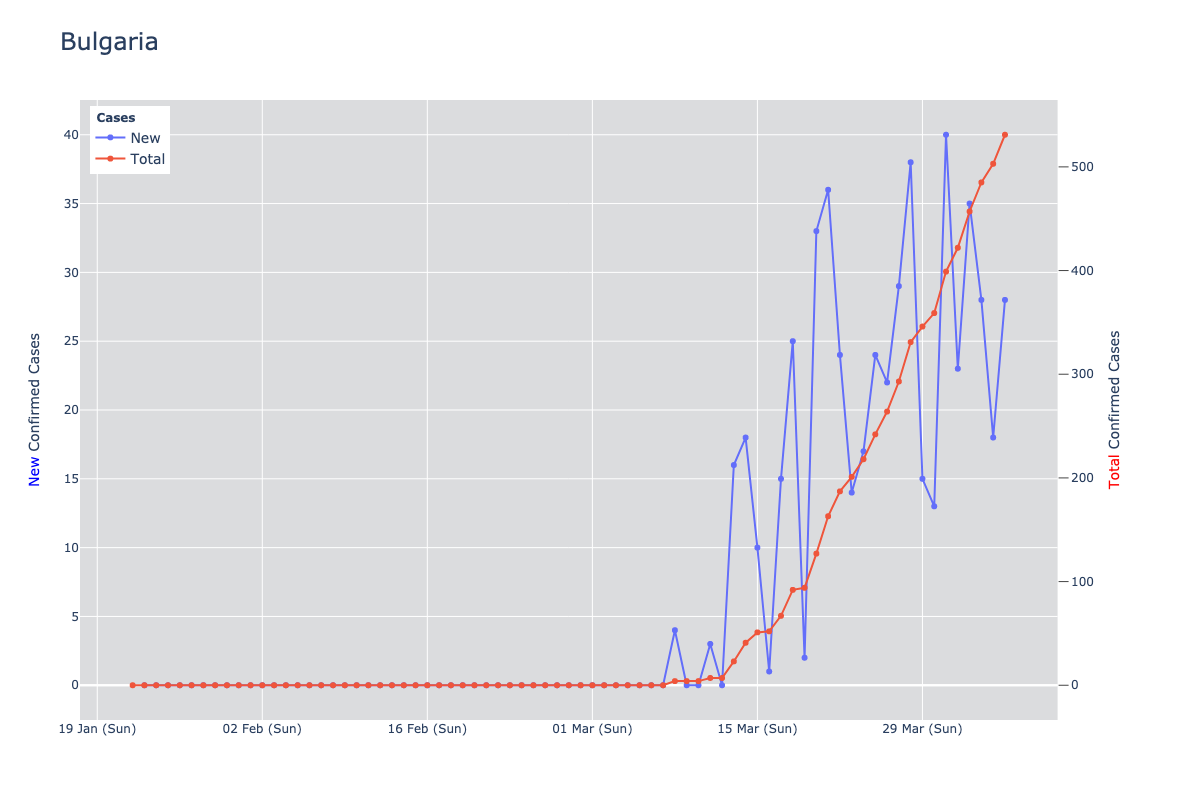 Bulgaria
Cases
New
Total
40
35
30
25
20
15
10
5
0
500
400
300
200
100
0
New Confirmed Cases
Total Confirmed Cases
19 Jan (Sun)
02 Feb (Sun)
16 Feb (Sun)
01 Mar (Sun)
15 Mar (Sun)
29 Mar (Sun)